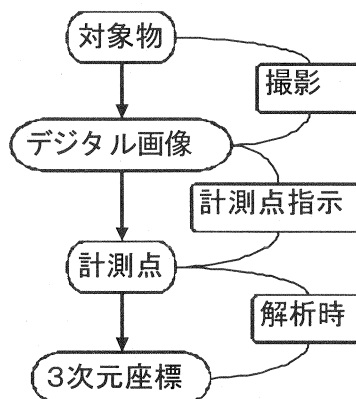 対象物
撮影
デジタル画像
計測点指示
計測点
解析時
3次元座標